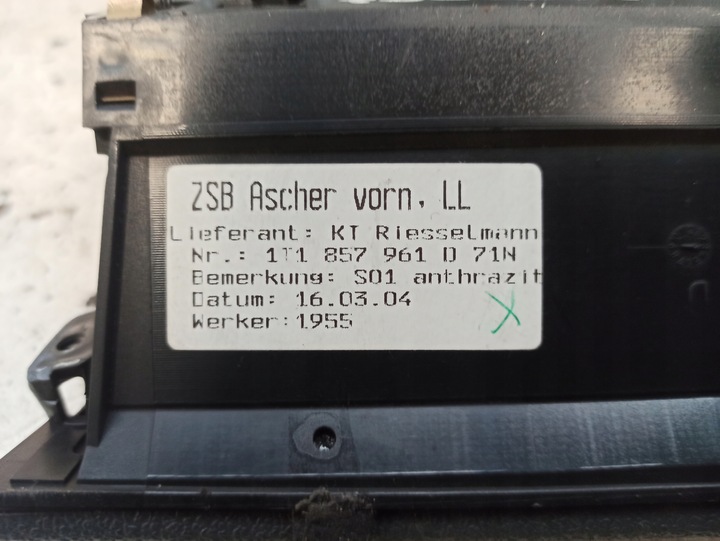 ZSB Ascher vorn. LL
Lieferant: KT Riesselmann
Nr.: 1T1 857 961 D 71N
Bemerkung: S01 anthrazit
Datum: 16.03.04
Werker:1955